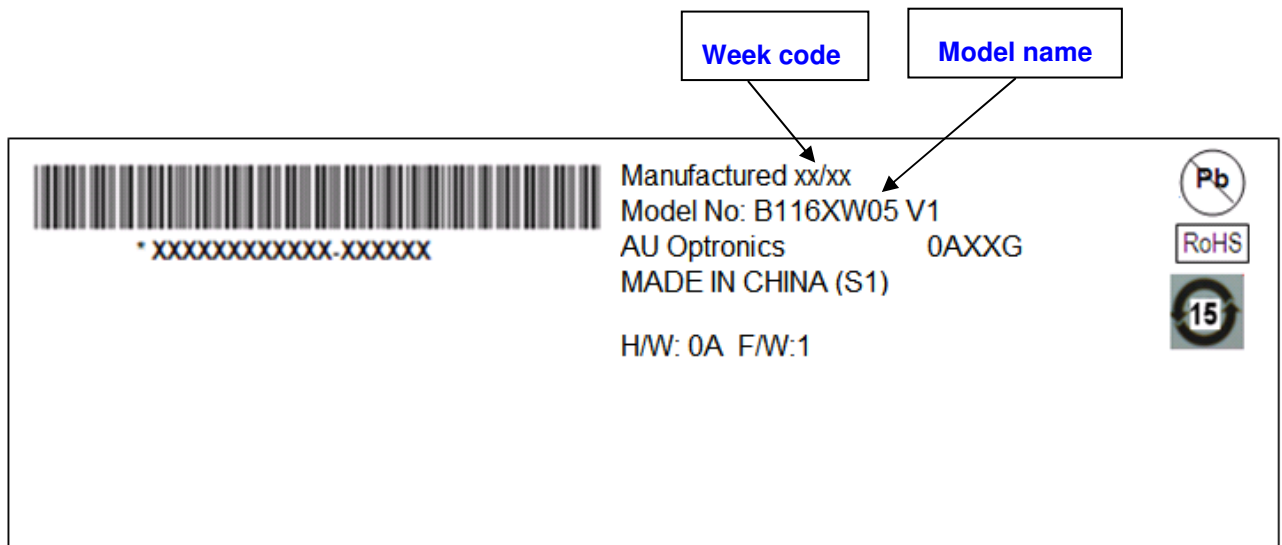 Week code
Model name
Manufactured xx/xx
Model No: B116XW05 V1
AU Optronics 0AXXG
MADE IN CHINA (S1)
H/W: 0A F/W:1
* XXXXXXXXXXXX-XXXXXX
Pb
RoHS
15